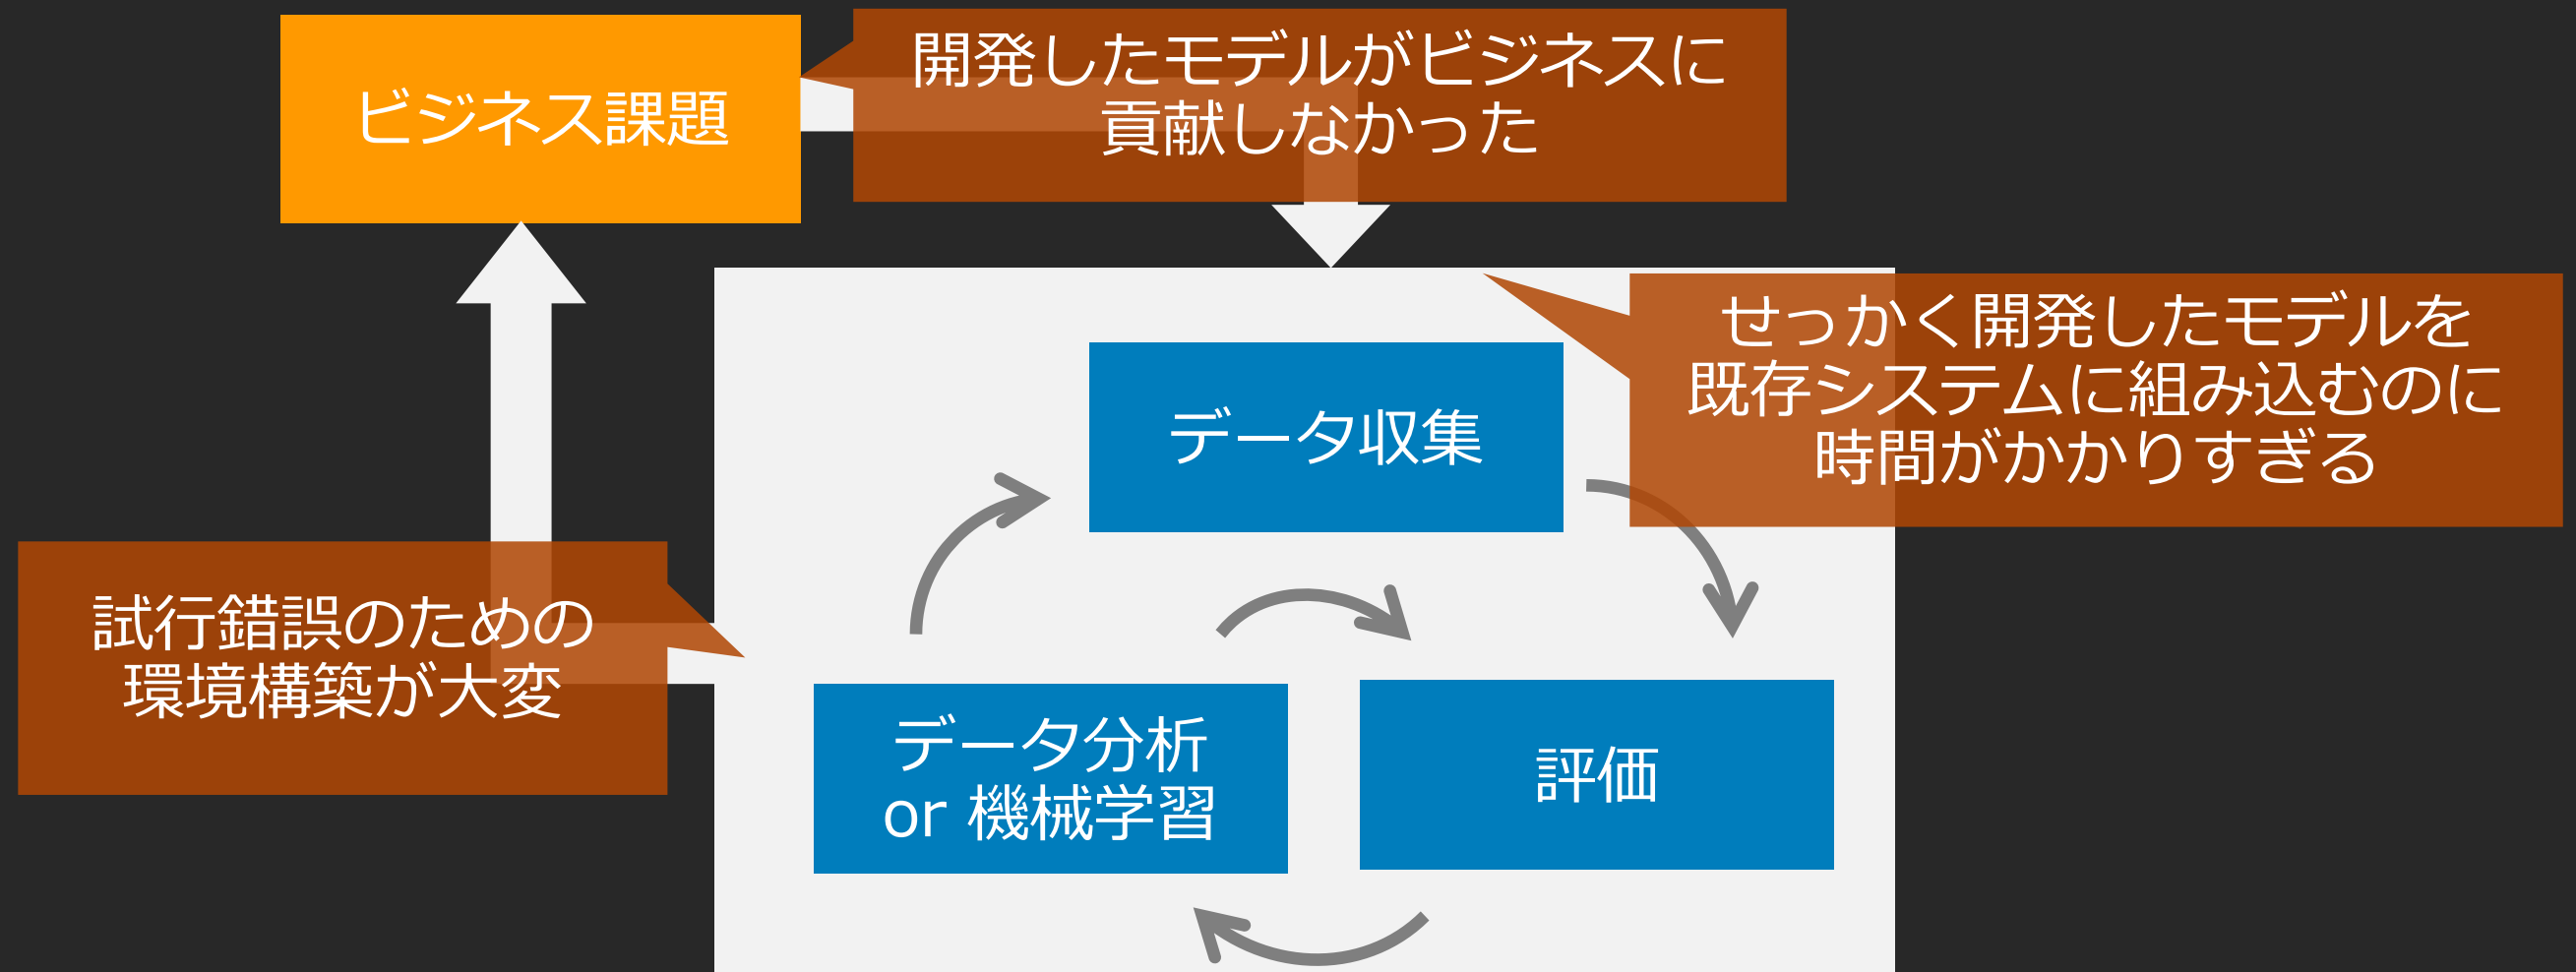 ビジネス課題
開発したモデルがビジネスに
貢献しなかった
せっかく開発したモデルを
既存システムに組み込むのに
時間がかかりすぎる
データ収集
試行錯誤のための
環境構築が大変
データ分析
or 機械学習
評価